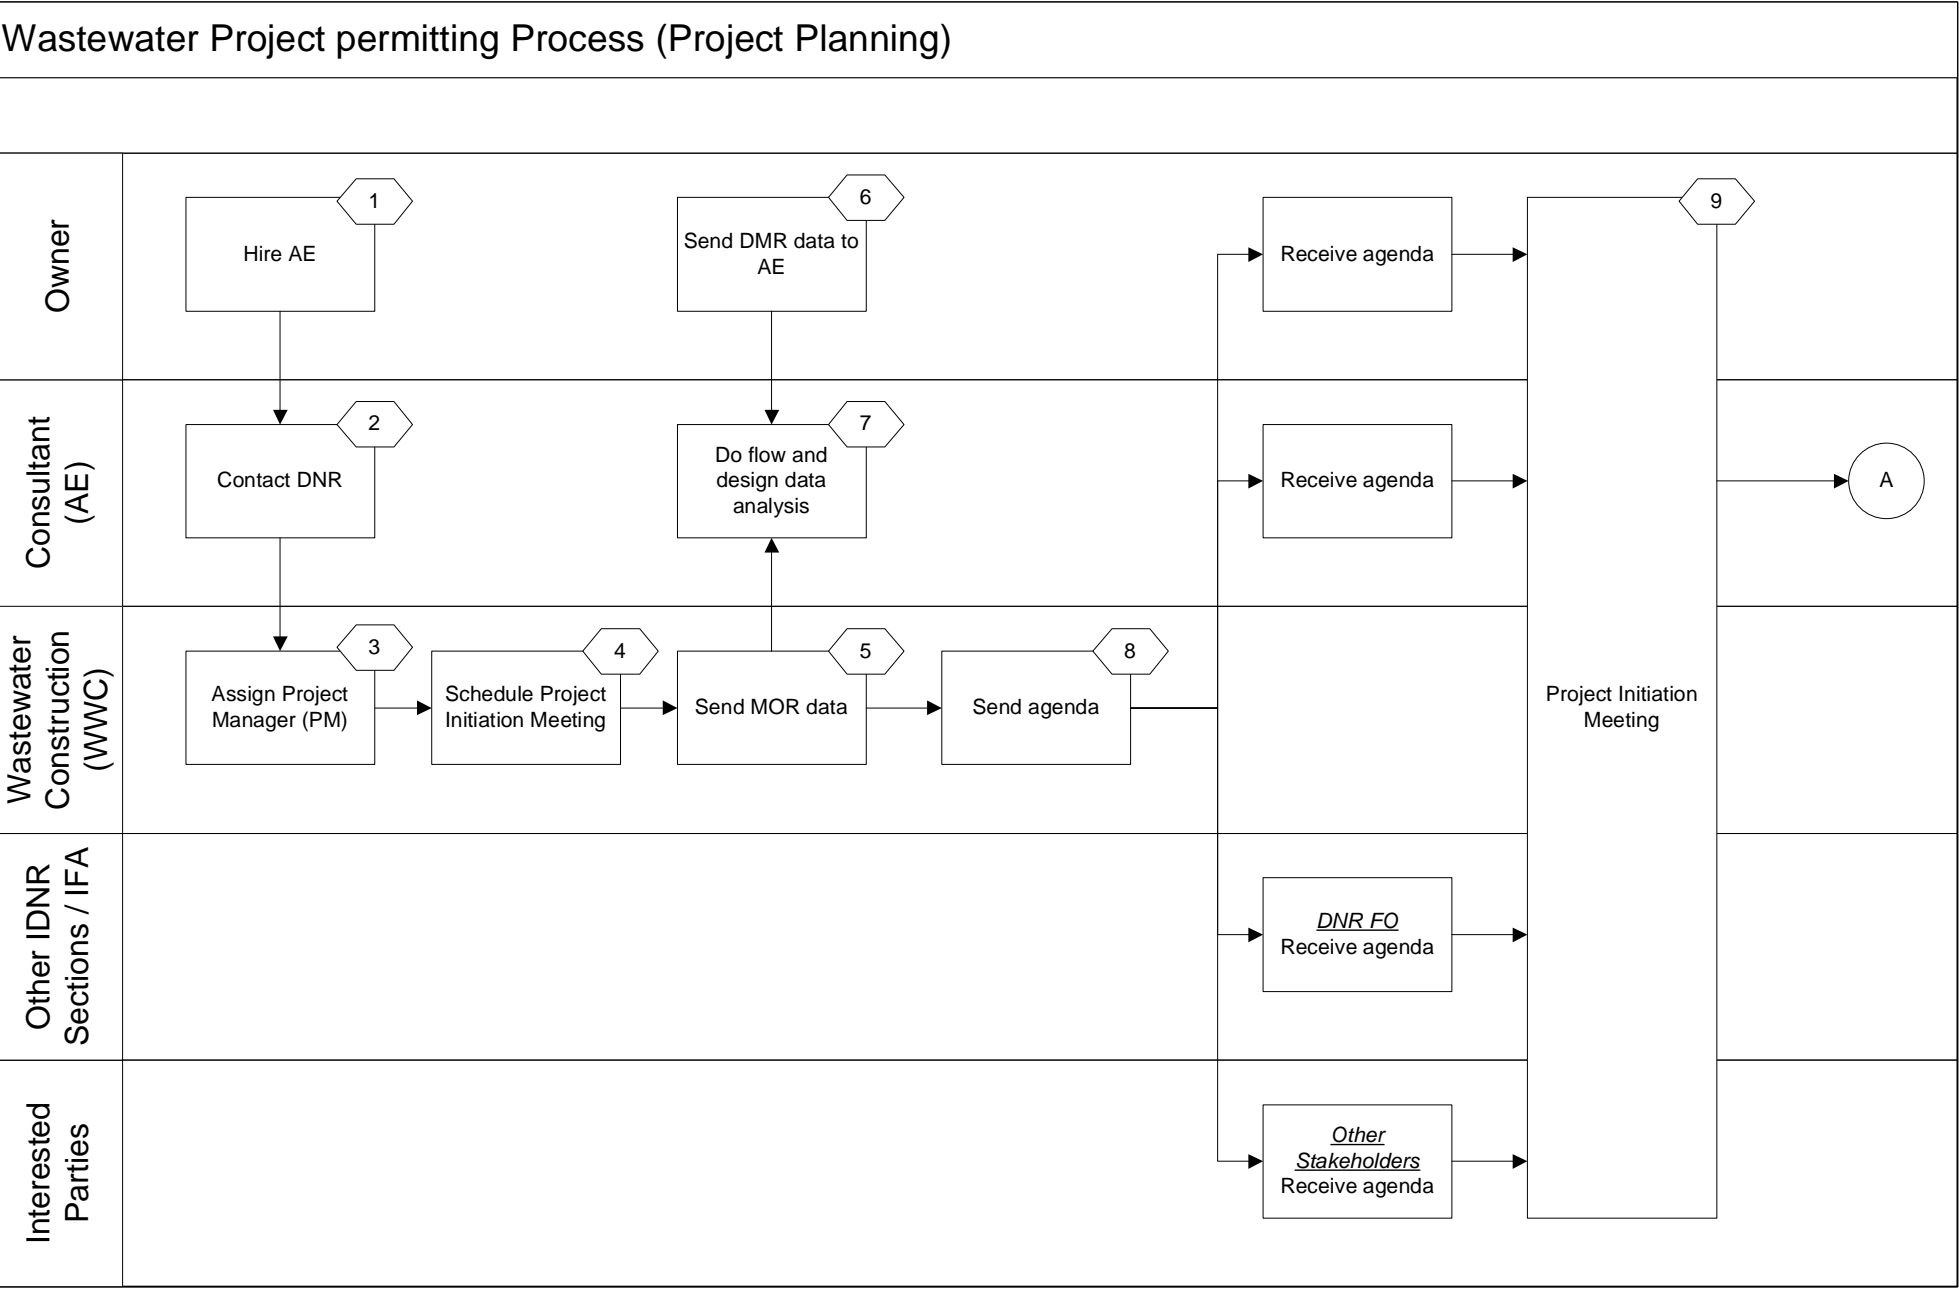 Wastewater Project permitting Process (Project Planning)
Owner
1
Hire AE
6
Send DMR data to
AE
Receive agenda
9
Consultant
(AE)
2
Contact DNR
7
Do flow and
design data
analysis
Receive agenda
A
Wastewater
Construction
(WWC)
3
Assign Project
Manager (PM)
4
Schedule Project
Initiation Meeting
5
Send MOR data
8
Send agenda
Project Initiation
Meeting
Other IDNR
Sections / IFA
DNR FO
Receive agenda
Interested
Parties
Other
Stakeholders
Receive agenda